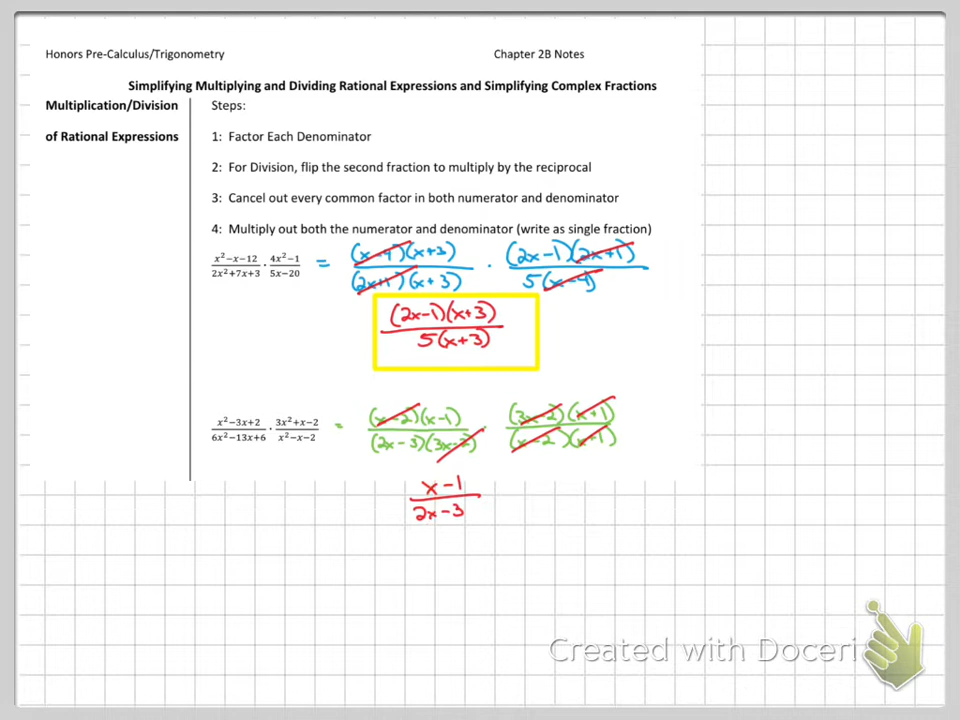 Honors Pre-Calculus/Trigonometry Chapter 2B Notes
Simplifying Multiplying and Dividing Rational Expressions and Simplifying Complex Fractions
Multiplication/Division Steps:
of Rational Expressions 1: Factor Each Denominator
2: For Division, flip the second fraction to multiply by the reciprocal
3: Cancel out every common factor in both numerator and denominator
4: Multiply out both the numerator and denominator (write as single fraction)
x²−x−12 / 2x²+7x+3 · 4x²−1 / 5x−20 = (x−4)(x+3) / (2x+1)(x+3) · (2x−1)(2x+1) / 5(x−4)
(2x−1)(x+3) / 5(x+3)
x²−3x+2 / 6x²−13x+6 · 3x²+x−2 / x²−x−2 = (x−2)(x−1) / (2x−3)(3x−2) · (3x−2)(x+1) / (x−2)(x+1)
x−1 / 2x−3
Created with Doceri